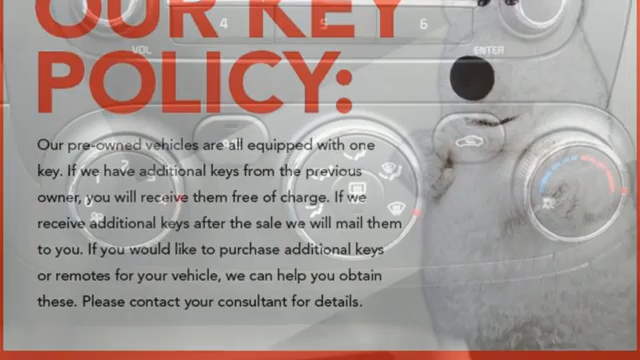 OUR KEY
4 5 6
VOL
ENTER
POLICY:
Our pre-owned vehicles are all equipped with one
key. If we have additional keys from the previous
owner, you will receive them free of charge. If we
receive additional keys after the sale we will mail them
to you. If you would like to purchase additional keys
or remotes for your vehicle, we can help you obtain
these. Please contact your consultant for details.